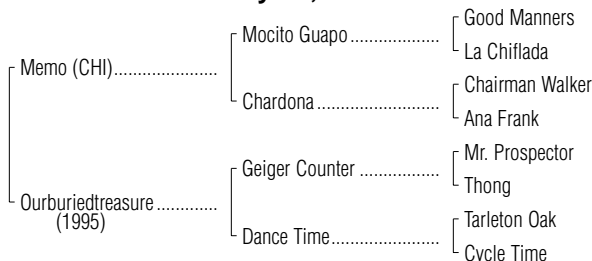 Good Manners
Mocito Guapo....................
La Chiflada
Memo (CHI)......................
Chairman Walker
Chardona..........................
Ana Frank
Mr. Prospector
Geiger Counter .................
Thong
Ourburiedtreasure.............
(1995)
Tarleton Oak
Dance Time.......................
Cycle Time